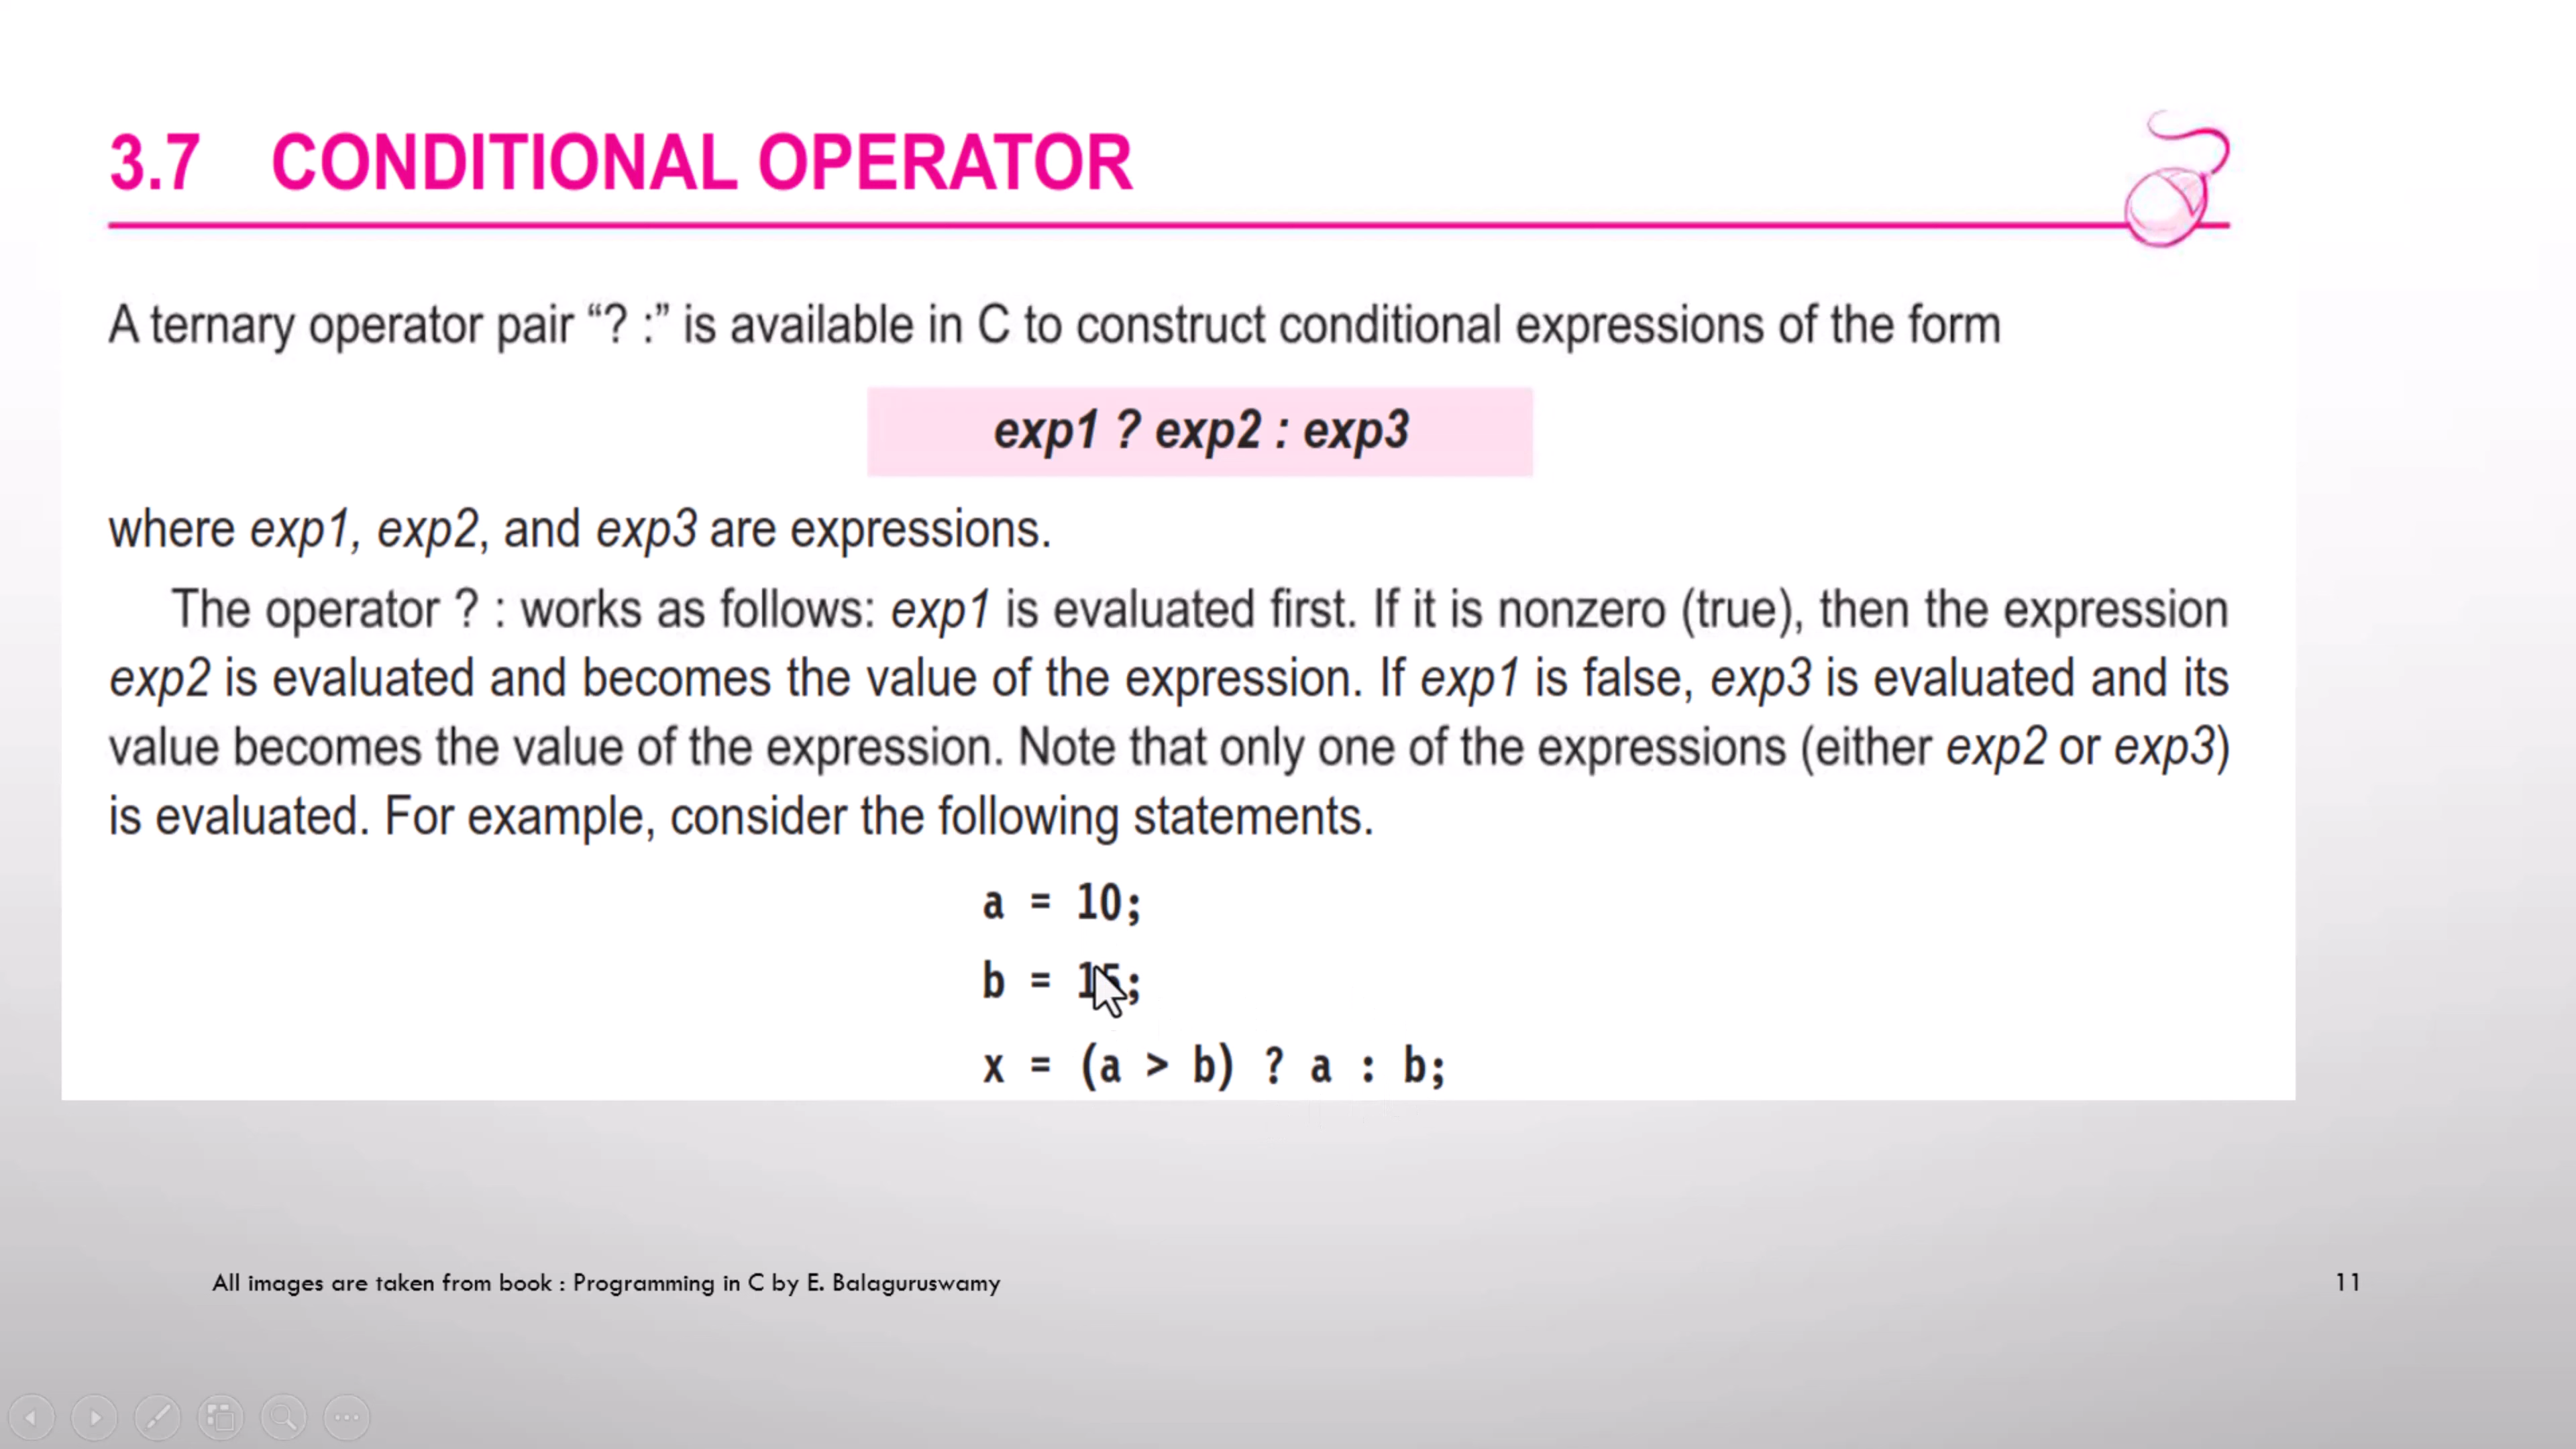 3.7 CONDITIONAL OPERATOR
A ternary operator pair “? :” is available in C to construct conditional expressions of the form
exp1 ? exp2 : exp3
where exp1, exp2, and exp3 are expressions.
The operator ? : works as follows: exp1 is evaluated first. If it is nonzero (true), then the expression
exp2 is evaluated and becomes the value of the expression. If exp1 is false, exp3 is evaluated and its
value becomes the value of the expression. Note that only one of the expressions (either exp2 or exp3)
is evaluated. For example, consider the following statements.
a = 10;
b = 15;
x = (a > b) ? a : b;
All images are taken from book : Programming in C by E. Balaguruswamy
11